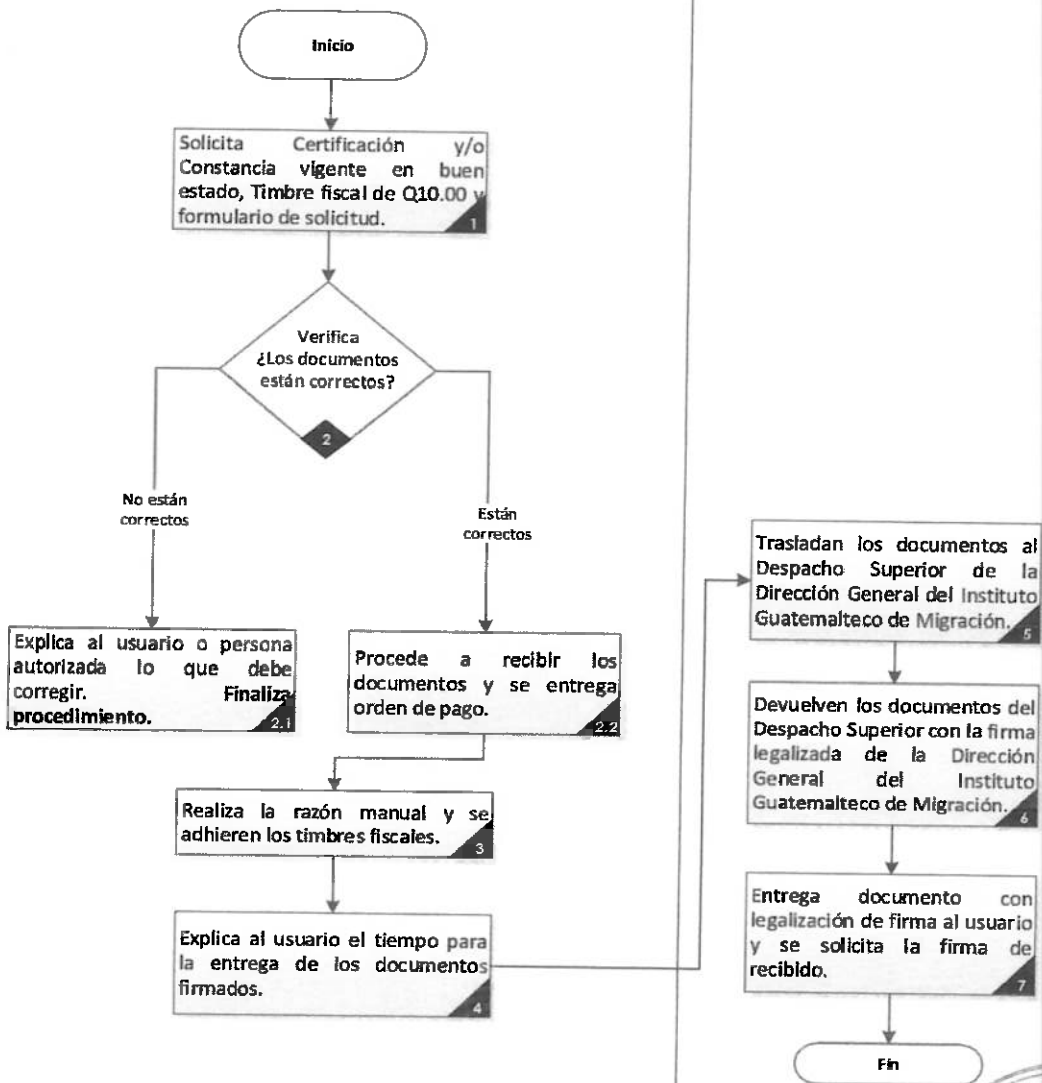 Inicio
Solicita Certificación y/o
Constancia vigente en buen
estado, Timbre fiscal de Q10.00 y
formulario de solicitud.
1
Verifica
¿Los documentos
están correctos?
2
No están
correctos
Están
correctos
Explica al usuario o persona
autorizada lo que debe
corregir. Finaliza
procedimiento.
2.1
Procede a recibir los
documentos y se entrega
orden de pago.
2.2
Realiza la razón manual y se
adhieren los timbres fiscales.
3
Explica al usuario el tiempo para
la entrega de los documentos
firmados.
4
Trasladan los documentos al
Despacho Superior de la
Dirección General del Instituto
Guatemalteco de Migración.
5
Devuelven los documentos del
Despacho Superior con la firma
legalizada de la Dirección
General del Instituto
Guatemalteco de Migración.
6
Entrega documento con
legalización de firma al usuario
y se solicita la firma de
recibido.
7
Fin